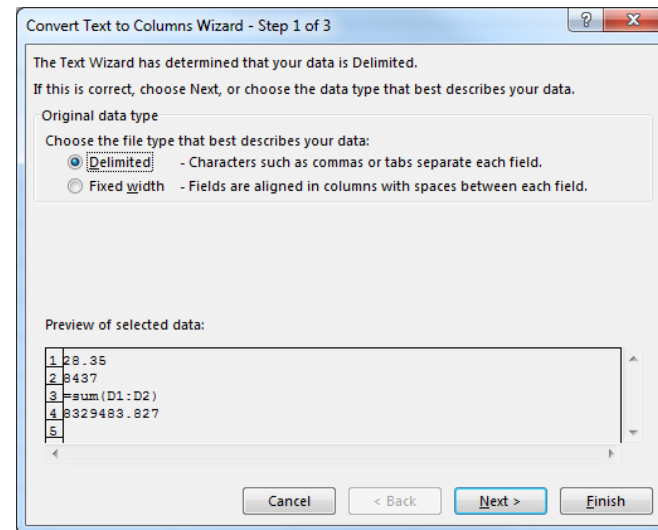 Convert Text to Columns Wizard - Step 1 of 3
?
X
The Text Wizard has determined that your data is Delimited.
If this is correct, choose Next, or choose the data type that best describes your data.
Original data type
Choose the file type that best describes your data:
Delimited - Characters such as commas or tabs separate each field.
Fixed width - Fields are aligned in columns with spaces between each field.
Preview of selected data:
1 28.35
2 8437
3 =sum(D1:D2)
4 8329483.827
5
Cancel < Back Next > Finish